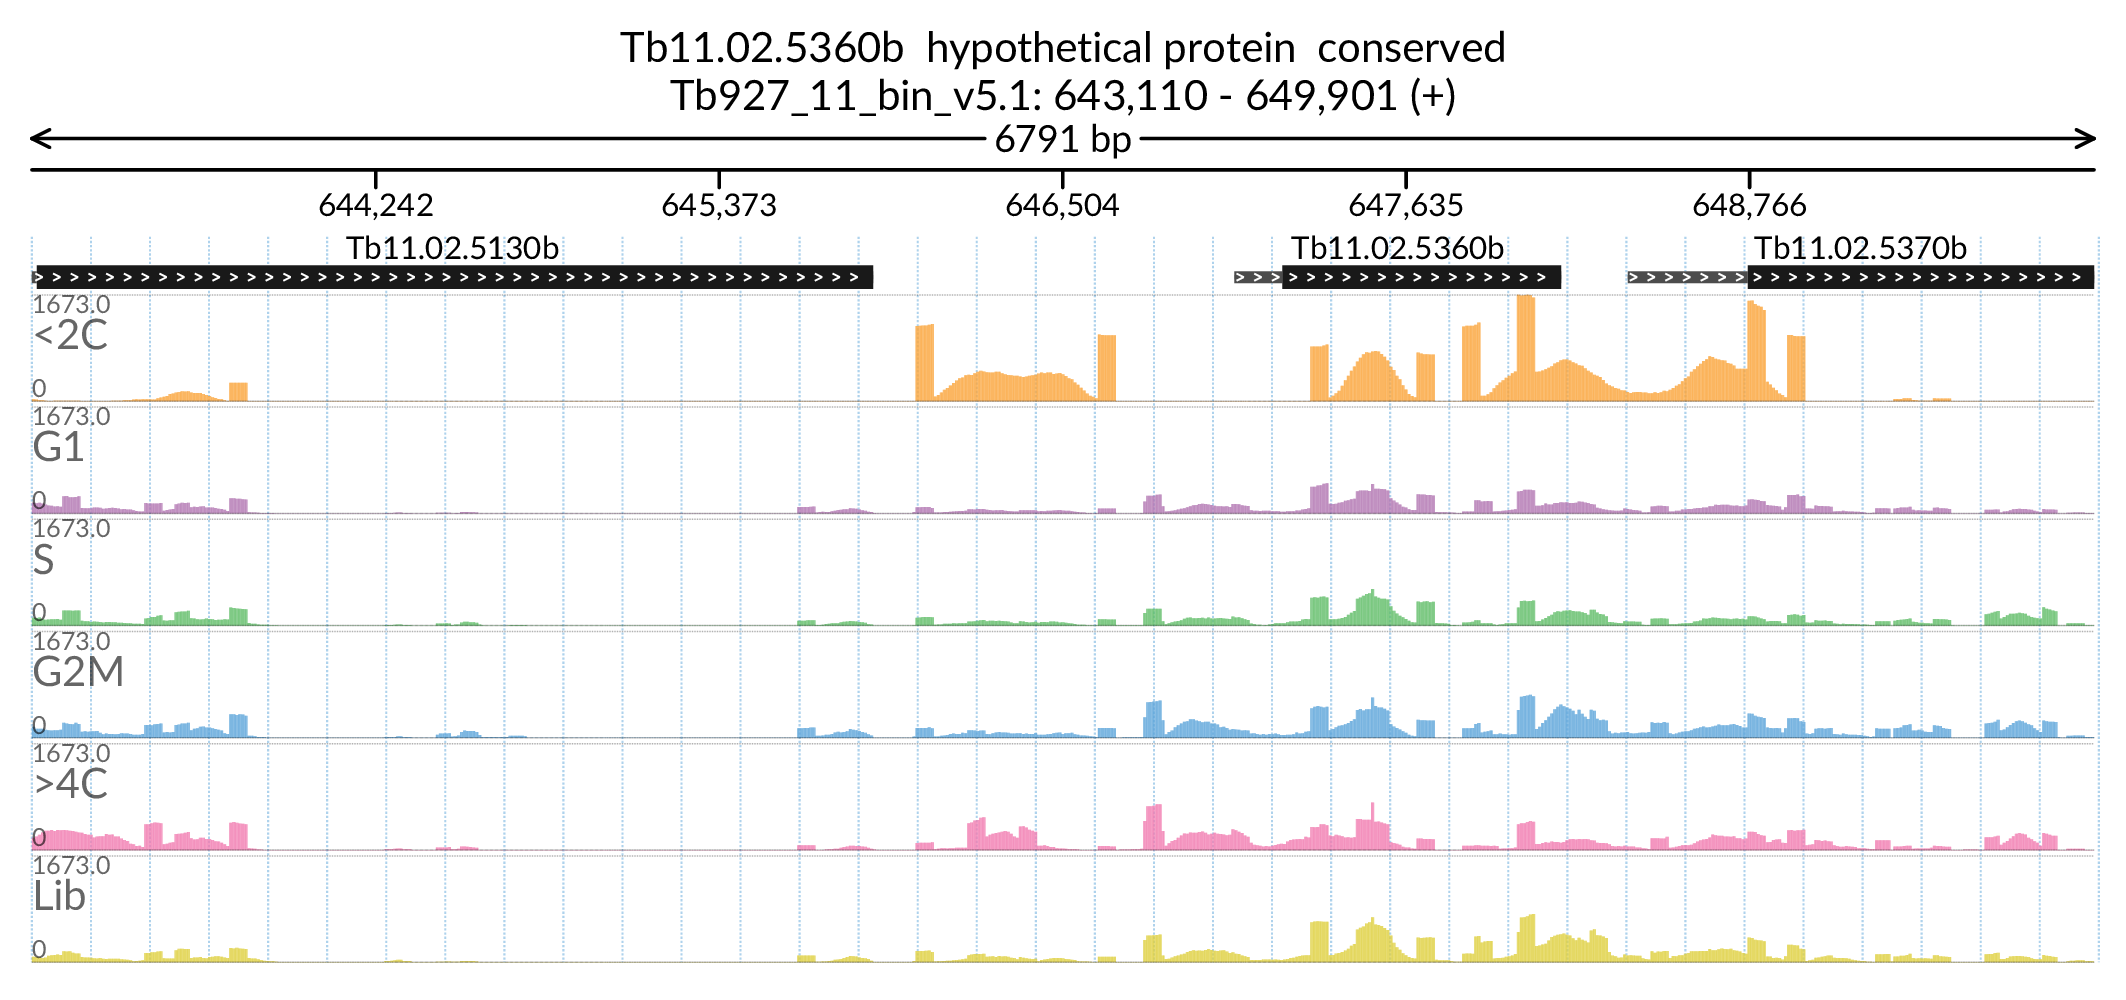 Tb11.02.5360b  hypothetical protein  conserved
Tb927_11_bin_v5.1: 643,110 - 649,901 (+)
6791 bp
644,242 645,373 646,504 647,635 648,766
Tb11.02.5130b Tb11.02.5360b Tb11.02.5370b
1673.0
<2C
0
1673.0
G1
0
1673.0
S
0
1673.0
G2M
0
1673.0
>4C
0
1673.0
Lib
0